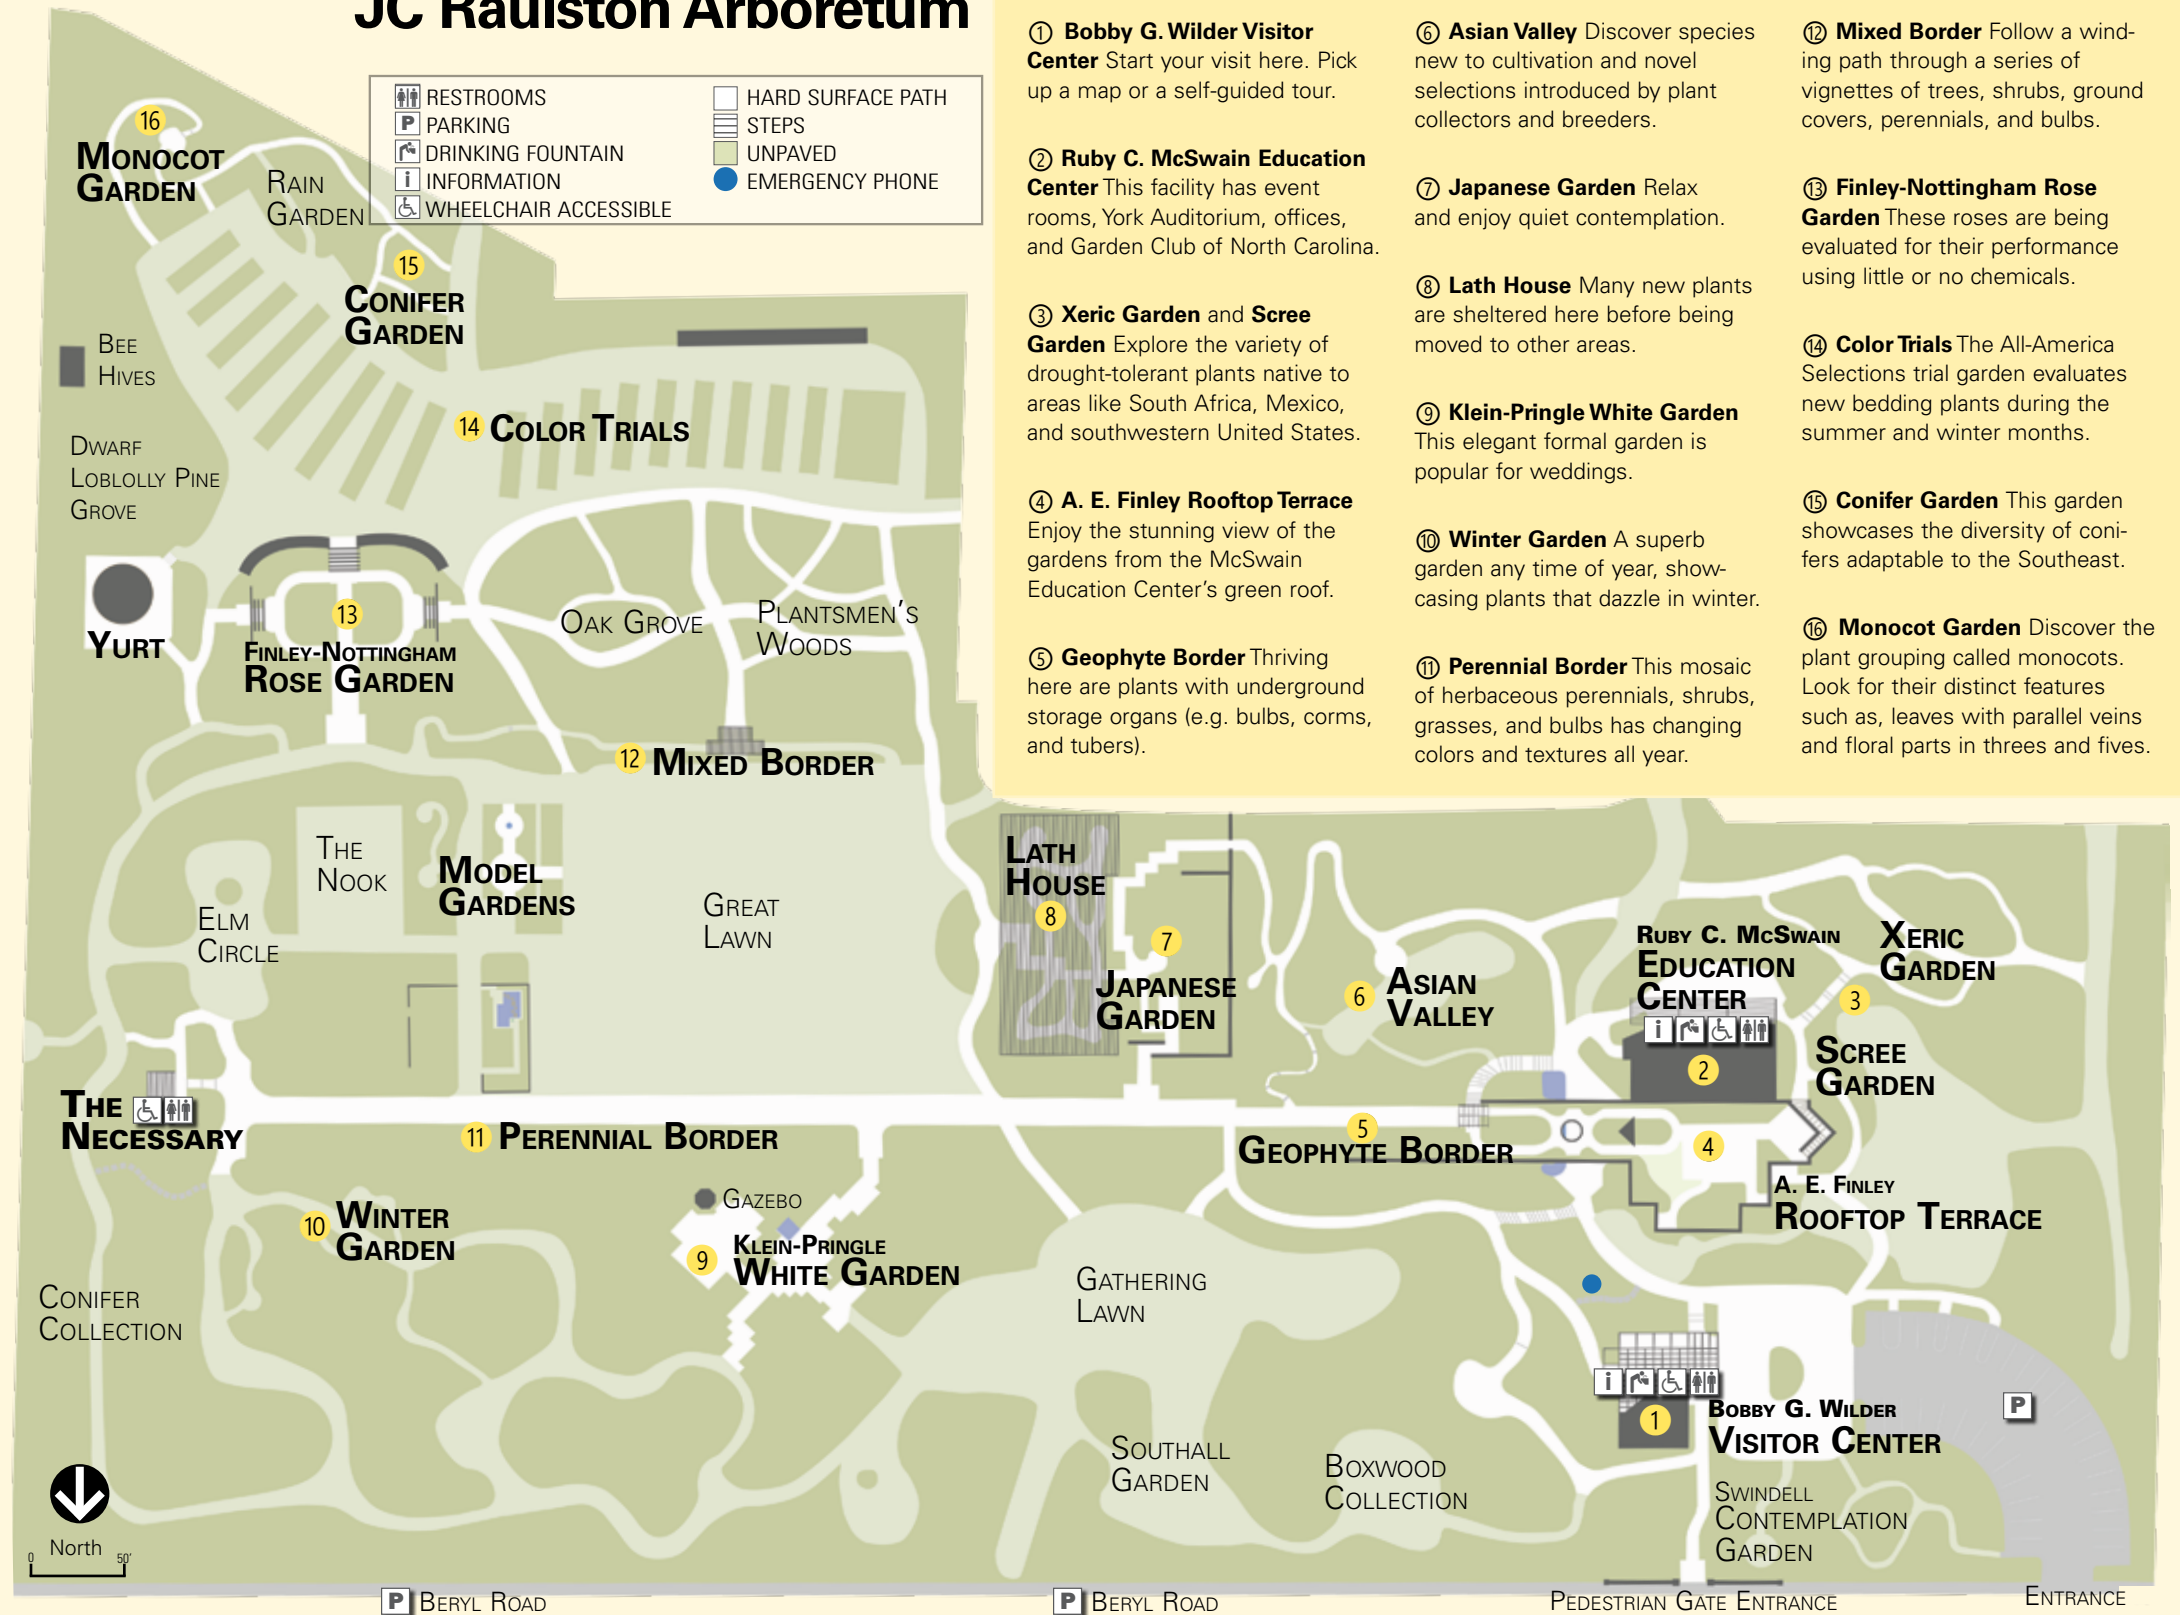 JC Raulston Arboretum
RESTROOMS
P PARKING
DRINKING FOUNTAIN
i INFORMATION
WHEELCHAIR ACCESSIBLE
HARD SURFACE PATH
STEPS
UNPAVED
EMERGENCY PHONE
1 Bobby G. Wilder Visitor
Center Start your visit here. Pick
up a map or a self-guided tour.
2 Ruby C. McSwain Education
Center This facility has event
rooms, York Auditorium, offices,
and Garden Club of North Carolina.
3 Xeric Garden and Scree
Garden Explore the variety of
drought-tolerant plants native to
areas like South Africa, Mexico,
and southwestern United States.
4 A. E. Finley Rooftop Terrace
Enjoy the stunning view of the
gardens from the McSwain
Education Center's green roof.
5 Geophyte Border Thriving
here are plants with underground
storage organs (e.g. bulbs, corms,
and tubers).
6 Asian Valley Discover species
new to cultivation and novel
selections introduced by plant
collectors and breeders.
7 Japanese Garden Relax
and enjoy quiet contemplation.
8 Lath House Many new plants
are sheltered here before being
moved to other areas.
9 Klein-Pringle White Garden
This elegant formal garden is
popular for weddings.
10 Winter Garden A superb
garden any time of year, show-
casing plants that dazzle in winter.
11 Perennial Border This mosaic
of herbaceous perennials, shrubs,
grasses, and bulbs has changing
colors and textures all year.
12 Mixed Border Follow a wind-
ing path through a series of
vignettes of trees, shrubs, ground
covers, perennials, and bulbs.
13 Finley-Nottingham Rose
Garden These roses are being
evaluated for their performance
using little or no chemicals.
14 Color Trials The All-America
Selections trial garden evaluates
new bedding plants during the
summer and winter months.
15 Conifer Garden This garden
showcases the diversity of coni-
fers adaptable to the Southeast.
16 Monocot Garden Discover the
plant grouping called monocots.
Look for their distinct features
such as, leaves with parallel veins
and floral parts in threes and fives.
16
MONOCOT
GARDEN
RAIN
GARDEN
15
CONIFER
GARDEN
BEE
HIVES
14 COLOR TRIALS
DWARF
LOBLOLLY PINE
GROVE
YURT
13
FINLEY-NOTTINGHAM
ROSE GARDEN
OAK GROVE
PLANTSMEN'S
WOODS
12 MIXED BORDER
THE
NOOK
MODEL
GARDENS
ELM
CIRCLE
GREAT
LAWN
LATH
HOUSE
8
7
JAPANESE
GARDEN
6 ASIAN
VALLEY
RUBY C. MCSWAIN
EDUCATION
CENTER
i
2
XERIC
GARDEN
3
SCREE
GARDEN
THE
NECESSARY
11 PERENNIAL BORDER
5
GEOPHYTE BORDER
4
A. E. FINLEY
ROOFTOP TERRACE
10 WINTER
GARDEN
GAZEBO
9 KLEIN-PRINGLE
WHITE GARDEN
CONIFER
COLLECTION
GATHERING
LAWN
i
1
BOBBY G. WILDER
VISITOR CENTER
P
SOUTHALL
GARDEN
BOXWOOD
COLLECTION
SWINDELL
CONTEMPLATION
GARDEN
North
0 50'
P BERYL ROAD
P BERYL ROAD
PEDESTRIAN GATE ENTRANCE
ENTRANCE